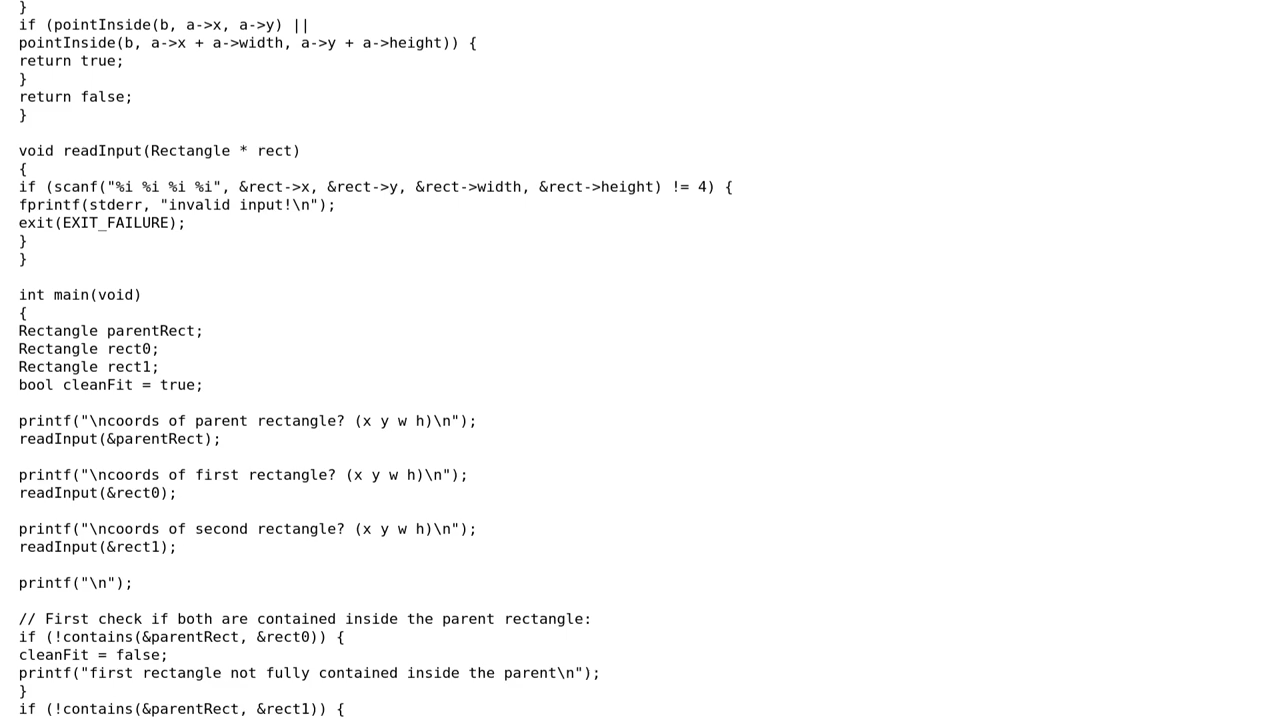 }
if (pointInside(b, a->x, a->y) ||
pointInside(b, a->x + a->width, a->y + a->height)) {
return true;
}
return false;
}

void readInput(Rectangle * rect)
{
if (scanf("%i %i %i %i", &rect->x, &rect->y, &rect->width, &rect->height) != 4) {
fprintf(stderr, "invalid input!\n");
exit(EXIT_FAILURE);
}
}

int main(void)
{
Rectangle parentRect;
Rectangle rect0;
Rectangle rect1;
bool cleanFit = true;

printf("\ncoords of parent rectangle? (x y w h)\n");
readInput(&parentRect);

printf("\ncoords of first rectangle? (x y w h)\n");
readInput(&rect0);

printf("\ncoords of second rectangle? (x y w h)\n");
readInput(&rect1);

printf("\n");

// First check if both are contained inside the parent rectangle:
if (!contains(&parentRect, &rect0)) {
cleanFit = false;
printf("first rectangle not fully contained inside the parent\n");
}
if (!contains(&parentRect, &rect1)) {